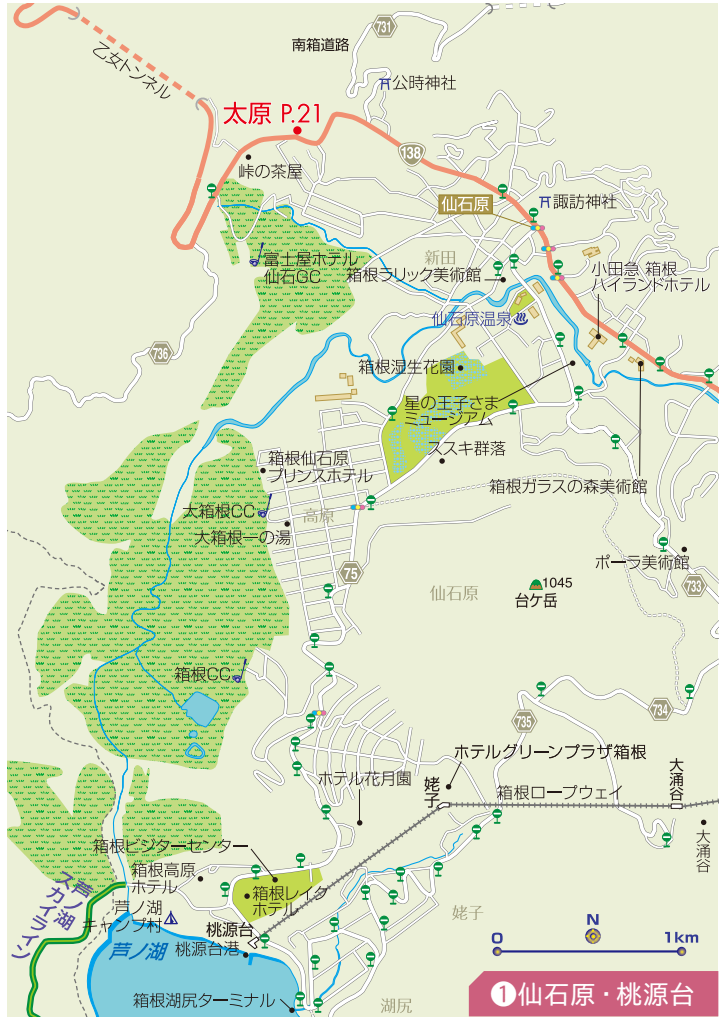 731
南箱道路
乙女トンネル
公時神社
太原 P.21
138
峠の茶屋
仙石原
諏訪神社
新田
富士屋ホテル
仙石GC
箱根ラリック美術館
小田急 箱根
ハイランドホテル
仙石原温泉
736
箱根湿生花園
星の王子さま
ミュージアム
ススキ群落
箱根仙石原
プリンスホテル
箱根ガラスの森美術館
大箱根CC
高原
大箱根一の湯
ポーラ美術館
75
仙石原
1045
台ケ岳
733
箱根CC
734
735
ホテルグリーンプラザ箱根
ホテル花月園
姥子
箱根ロープウェイ
大涌谷
大涌谷
箱根ビジターセンター
箱根高原
ホテル
箱根レイク
ホテル
芦ノ湖
スカイライン
芦ノ湖
キャンプ村
姥子
桃源台
芦ノ湖
桃源台港
N
0
1km
箱根湖尻ターミナル
湖尻
❶仙石原・桃源台